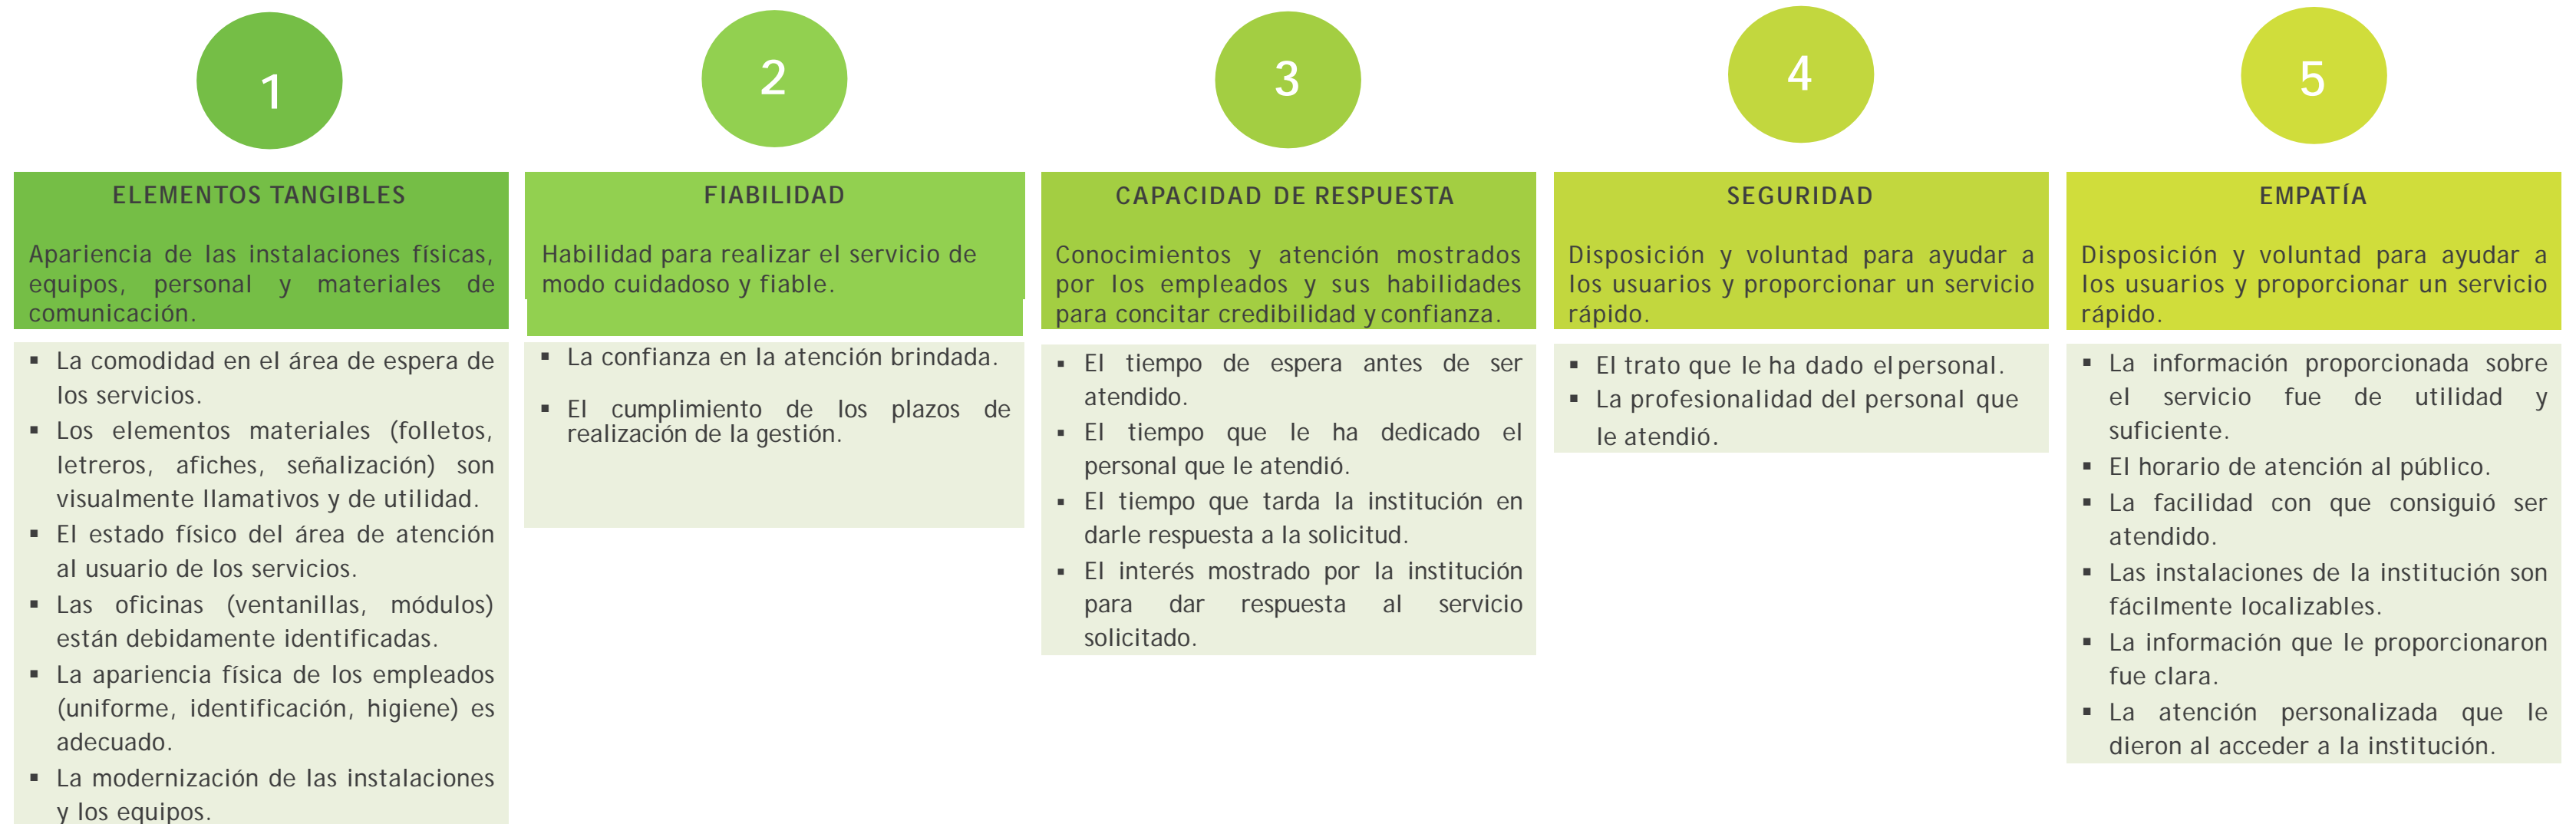 1
ELEMENTOS TANGIBLES
Apariencia de las instalaciones físicas,
equipos, personal y materiales de
comunicación.
▪ La comodidad en el área de espera de
los servicios.
▪ Los elementos materiales (folletos,
letreros, afiches, señalización) son
visualmente llamativos y de utilidad.
▪ El estado físico del área de atención
al usuario de los servicios.
▪ Las oficinas (ventanillas, módulos)
están debidamente identificadas.
▪ La apariencia física de los empleados
(uniforme, identificación, higiene) es
adecuado.
▪ La modernización de las instalaciones
y los equipos.
2
FIABILIDAD
Habilidad para realizar el servicio de
modo cuidadoso y fiable.
▪ La confianza en la atención brindada.
▪ El cumplimiento de los plazos de
realización de la gestión.
3
CAPACIDAD DE RESPUESTA
Conocimientos y atención mostrados
por los empleados y sus habilidades
para concitar credibilidad y confianza.
▪ El tiempo de espera antes de ser
atendido.
▪ El tiempo que le ha dedicado el
personal que le atendió.
▪ El tiempo que tarda la institución en
darle respuesta a la solicitud.
▪ El interés mostrado por la institución
para dar respuesta al servicio
solicitado.
4
SEGURIDAD
Disposición y voluntad para ayudar a
los usuarios y proporcionar un servicio
rápido.
▪ El trato que le ha dado el personal.
▪ La profesionalidad del personal que
le atendió.
5
EMPATÍA
Disposición y voluntad para ayudar a
los usuarios y proporcionar un servicio
rápido.
▪ La información proporcionada sobre
el servicio fue de utilidad y
suficiente.
▪ El horario de atención al público.
▪ La facilidad con que consiguió ser
atendido.
▪ Las instalaciones de la institución son
fácilmente localizables.
▪ La información que le proporcionaron
fue clara.
▪ La atención personalizada que le
dieron al acceder a la institución.